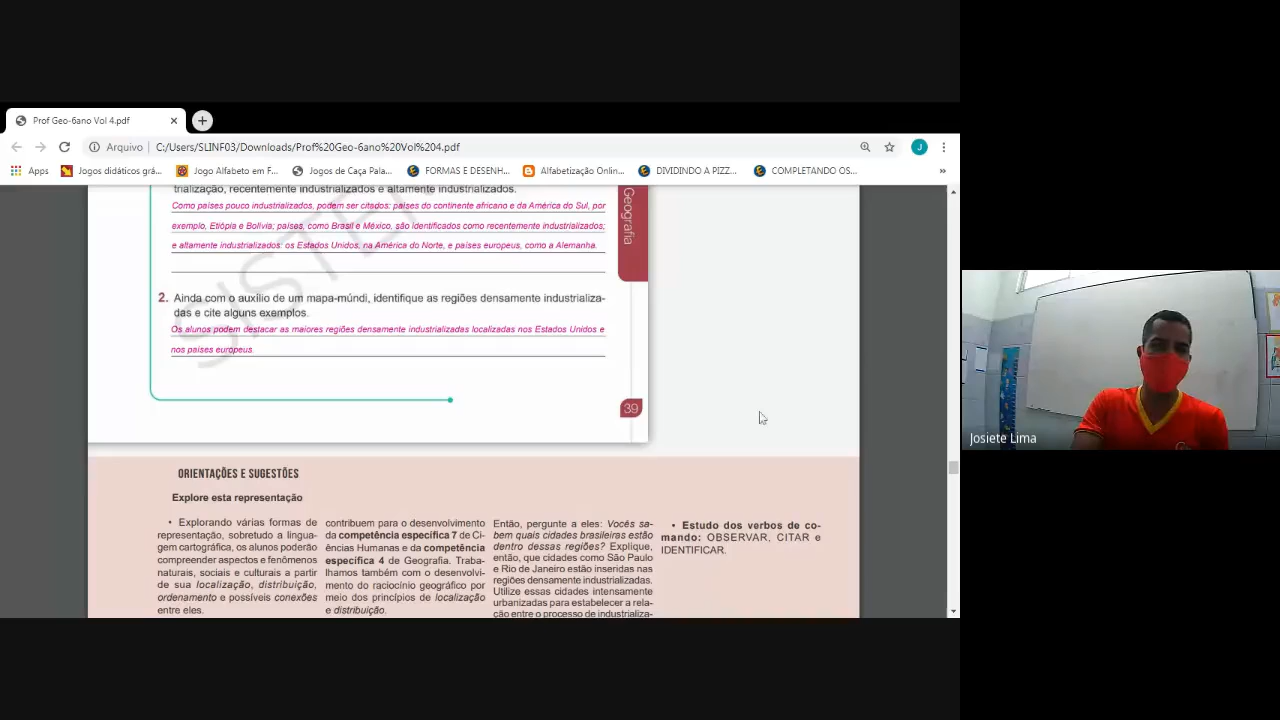 Prof Geo-6ano Vol 4.pdf
Arquivo C:/Users/SLINF03/Downloads/Prof%20Geo-6ano%20Vol%204.pdf
J
Apps Jogos didáticos grá... Jogo Alfabeto em F... Jogos de Caça Pala... FORMAS E DESENH... Alfabetização Onlin... DIVIDINDO A PIZZ... COMPLETANDO OS... »
trialização, recentemente industrializados e altamente industrializados.
Como países pouco industrializados, podem ser citados: países do continente africano e da América do Sul, por
exemplo, Etiópia e Bolívia; países, como Brasil e México, são identificados como recentemente industrializados;
e altamente industrializados: os Estados Unidos, na América do Norte, e países europeus, como a Alemanha.
Geografia
SISTE
2. Ainda com o auxílio de um mapa-múndi, identifique as regiões densamente industrializa-
das e cite alguns exemplos.
Os alunos podem destacar as maiores regiões densamente industrializadas localizadas nos Estados Unidos e
nos países europeus
39
ORIENTAÇÕES E SUGESTÕES
Explore esta representação
• Explorando várias formas de
representação, sobretudo a lingua-
gem cartográfica, os alunos poderão
compreender aspectos e fenômenos
naturais, sociais e culturais a partir
de sua localização, distribuição,
ordenamento e possíveis conexões
entre eles.
contribuem para o desenvolvimento
da competência específica 7 de Ci-
ências Humanas e da competência
específica 4 de Geografia. Traba-
lhamos também com o desenvolvi-
mento do raciocínio geográfico por
meio dos princípios de localização
e distribuição.
Então, pergunte a eles: Vocês sa-
bem quais cidades brasileiras estão
dentro dessas regiões? Explique,
então, que cidades como São Paulo
e Rio de Janeiro estão inseridas nas
regiões densamente industrializadas.
Utilize essas cidades intensamente
urbanizadas para estabelecer a rela-
ção entre o processo de industrializa-
• Estudo dos verbos de co-
mando: OBSERVAR, CITAR e
IDENTIFICAR.
Josiete Lima